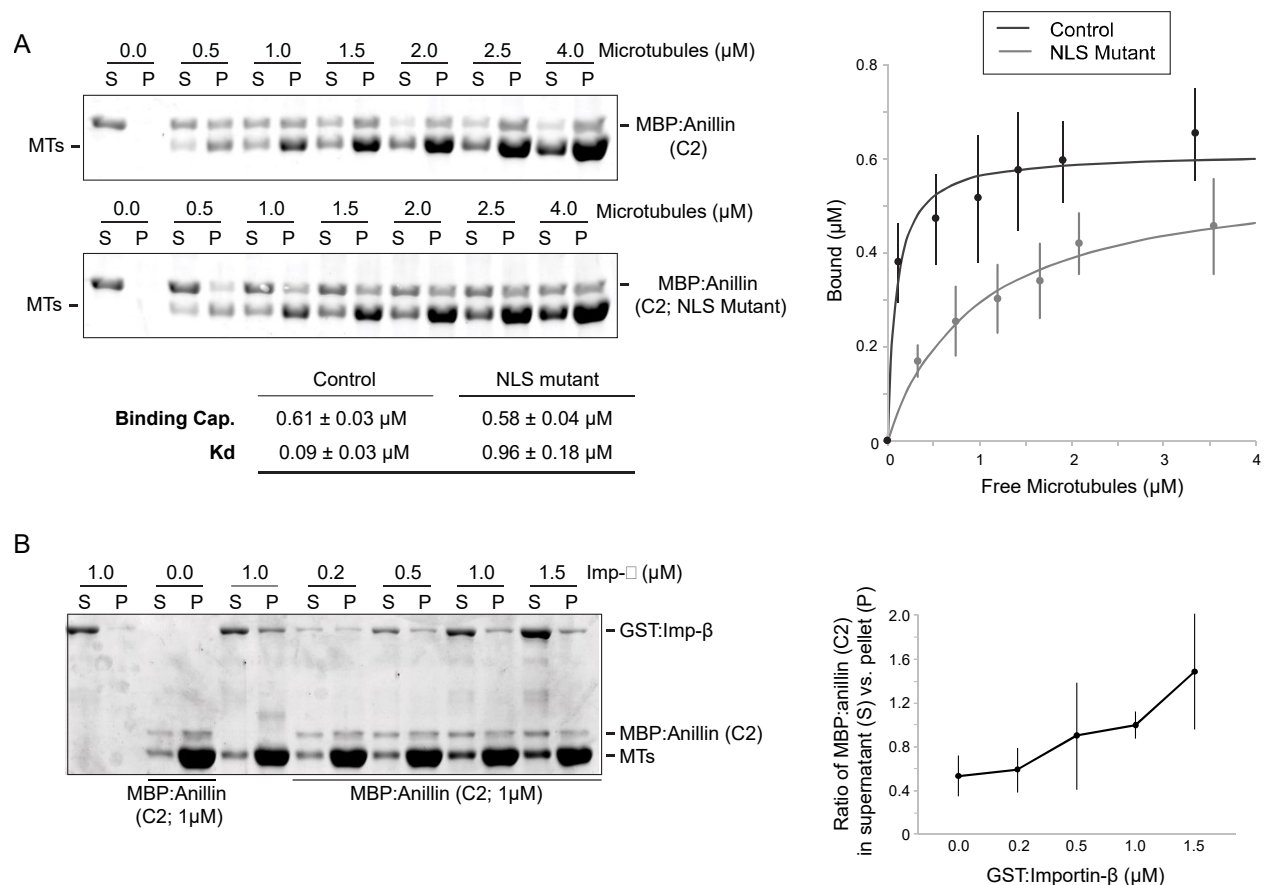 A
0.0 0.5 1.0 1.5 2.0 2.5 4.0 Microtubules (µM)
S P S P S P S P S P S P S P
MTs
MBP:Anillin
(C2)
0.0 0.5 1.0 1.5 2.0 2.5 4.0 Microtubules (µM)
S P S P S P S P S P S P S P
MTs
MBP:Anillin
(C2; NLS Mutant)
Control NLS mutant
Binding Cap. 0.61 ± 0.03 µM 0.58 ± 0.04 µM
Kd 0.09 ± 0.03 µM 0.96 ± 0.18 µM
Control
NLS Mutant
0.8
0.6
0.4
0.2
0
Bound (µM)
0 1 2 3 4
Free Microtubules (µM)
B
1.0 0.0 1.0 0.2 0.5 1.0 1.5 Imp-□ (µM)
S P S P S P S P S P S P S P
GST:Imp-β
MBP:Anillin (C2)
MTs
MBP:Anillin
(C2; 1µM)
MBP:Anillin (C2; 1µM)
Ratio of MBP:anillin (C2)
in supernatant (S) vs. pellet (P)
2.0
1.6
1.2
0.8
0.4
0
0.0 0.2 0.5 1.0 1.5
GST:Importin-β (µM)